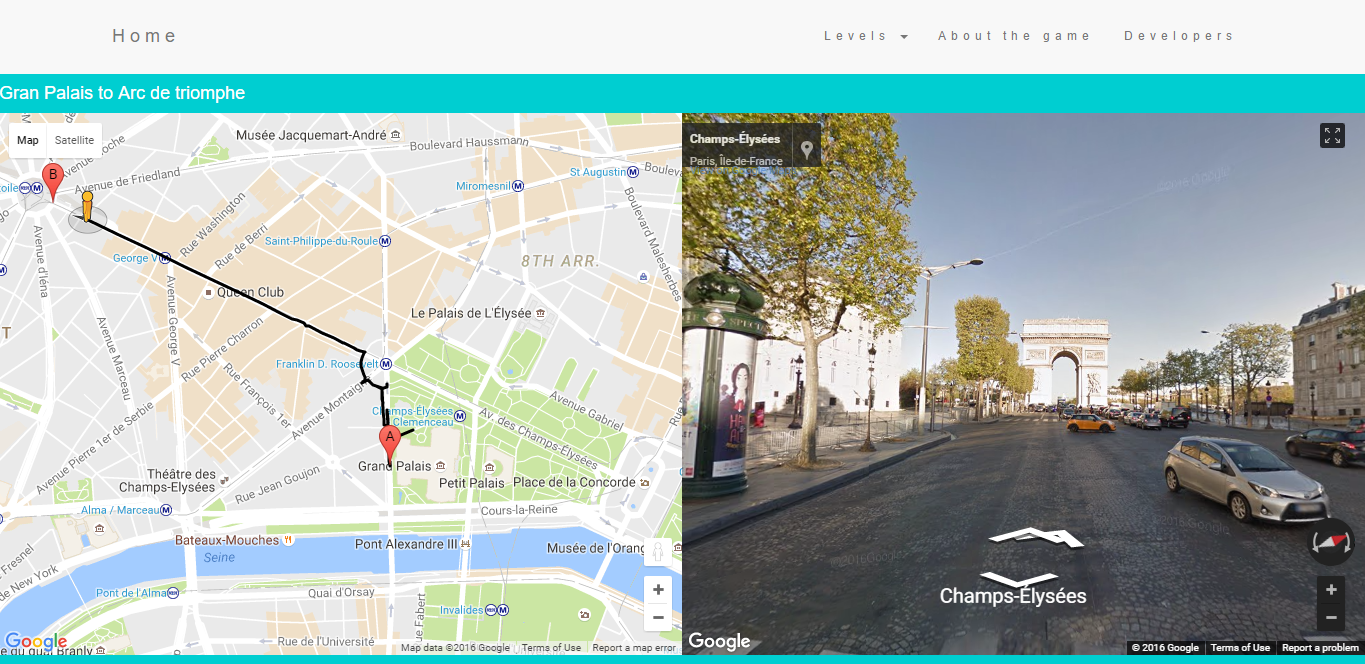 Home
Levels
About the game
Developers
Gran Palais to Arc de triomphe
Map
Satellite
Musée Jacquemart-André
Boulevard Haussmann
B
Avenue de Friedland
Miromesnil
St Augustin
Boulevard Malesherbes
Rue Washington
Rue de Berri
Saint-Philippe-du-Roule
Avenue d'Iéna
George V
8TH ARR.
Queen Club
Avenue George V
Le Palais de L'Élysée
Avenue Marceau
Rue Pierre Charron
Franklin D. Roosevelt
Rue François 1er
Avenue Montaigne
Avenue Gabriel
Champs-Élysées
Clemenceau
Av. des Champs-Élysées
Avenue Pierre 1er de Serbie
A
Grand Palais
Petit Palais
Place de la Concorde
Théâtre des
Champs-Elysées
Rue Jean Goujon
Alma / Marceau
Cours-la-Reine
Bateaux-Mouches
Seine
Pont Alexandre III
Musée de l'Orang
Pont de l'Alma
Quai d'Orsay
Invalides
Rue de l'Université
Google
Map data ©2016 Google
Terms of Use
Report a map error
Champs-Élysées
Paris, Île-de-France
©2016 Google
Champs-Élysées
Google
© 2016 Google
Terms of Use
Report a problem